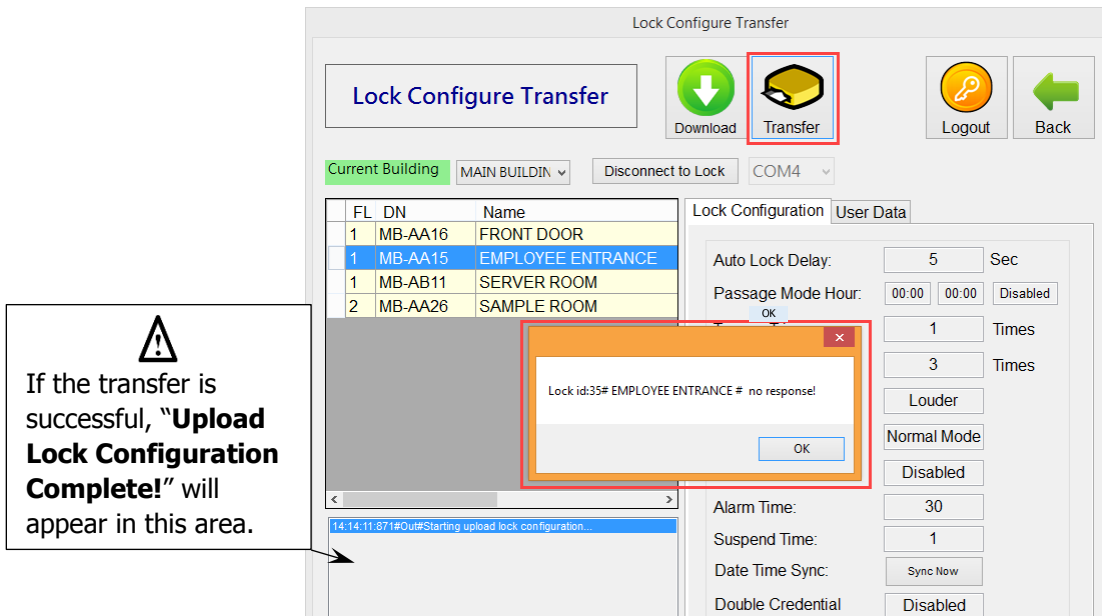 Lock Configure Transfer
Lock Configure Transfer
Download
Transfer
Logout
Back
Current Building
MAIN BUILDIN
Disconnect to Lock
COM4
FL DN Name
1 MB-AA16 FRONT DOOR
1 MB-AA15 EMPLOYEE ENTRANCE
1 MB-AB11 SERVER ROOM
2 MB-AA26 SAMPLE ROOM
Lock Configuration User Data
Auto Lock Delay: 5 Sec
Passage Mode Hour: 00:00 00:00 Disabled
OK
1 Times
3 Times
Louder
Normal Mode
Disabled
Alarm Time: 30
Suspend Time: 1
Date Time Sync: Sync Now
Double Credential Disabled
Lock id:35# EMPLOYEE ENTRANCE # no response!
OK
14:14:11:871#Out#Starting upload lock configuration...
If the transfer is
successful, “Upload
Lock Configuration
Complete!” will
appear in this area.